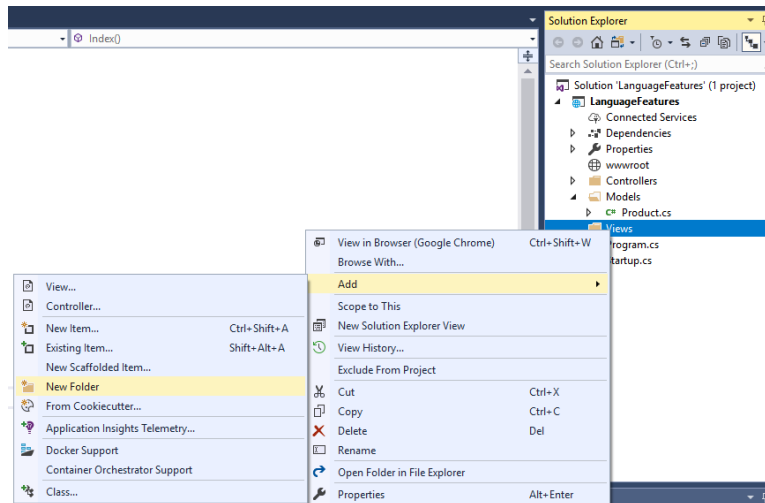 Solution Explorer
Index()
Search Solution Explorer (Ctrl+;)
Solution 'LanguageFeatures' (1 project)
LanguageFeatures
Connected Services
Dependencies
Properties
wwwroot
Controllers
Models
C# Product.cs
Views
Program.cs
Startup.cs
View in Browser (Google Chrome) Ctrl+Shift+W
Browse With...
Add
Scope to This
New Solution Explorer View
View History...
Exclude From Project
Cut Ctrl+X
Copy Ctrl+C
Delete Del
Rename
Open Folder in File Explorer
Properties Alt+Enter
View...
Controller...
New Item... Ctrl+Shift+A
Existing Item... Shift+Alt+A
New Scaffolded Item...
New Folder
From Cookiecutter...
Application Insights Telemetry...
Docker Support
Container Orchestrator Support
Class...